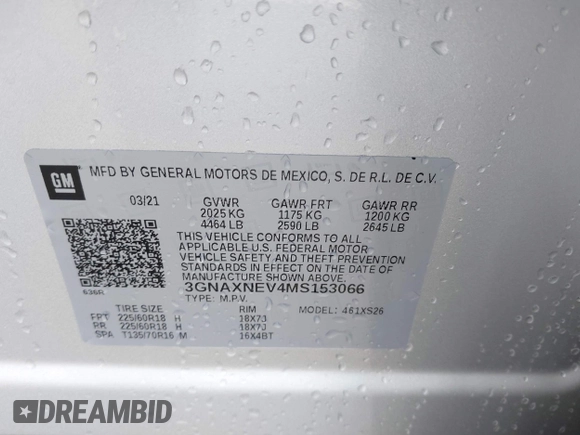 GM
MFD BY GENERAL MOTORS DE MEXICO, S. DE R.L. DE C.V.
03/21 GVWR GAWR FRT GAWR RR
2025 KG 1175 KG 1200 KG
4464 LB 2590 LB 2645 LB
THIS VEHICLE CONFORMS TO ALL
APPLICABLE U.S. FEDERAL MOTOR
VEHICLE SAFETY AND THEFT
PREVENTION STANDARDS IN EFFECT
ON THE DATE OF MANUFACTURE
SHOWN ABOVE.
3GNAXNEV4MS153066
636R TYPE: M.P.V.
TIRE SIZE RIM MODEL: 461XS26
FRT 225/60R18 H 18X7J
RR 225/60R18 H 18X7J
SPA T135/70R16 M 16X4BT
DREAMBID